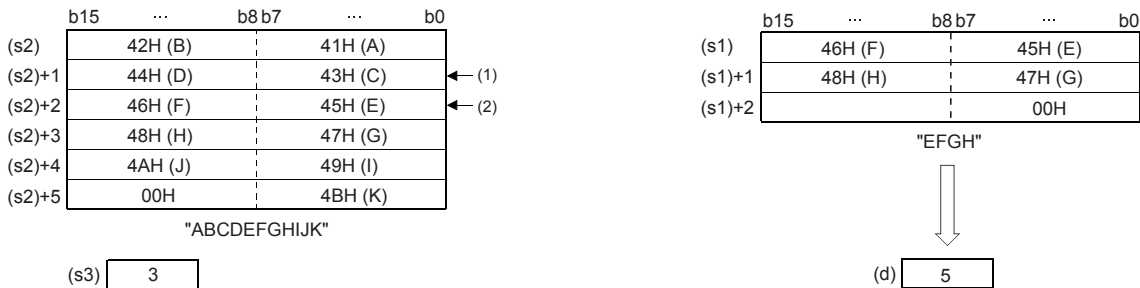 b15 ··· b8 b7 ··· b0
(s2) 42H (B) 41H (A)
(s2)+1 44H (D) 43H (C) (1)
(s2)+2 46H (F) 45H (E) (2)
(s2)+3 48H (H) 47H (G)
(s2)+4 4AH (J) 49H (I)
(s2)+5 00H 4BH (K)
"ABCDEFGHIJK"
(s3) 3
b15 ··· b8 b7 ··· b0
(s1) 46H (F) 45H (E)
(s1)+1 48H (H) 47H (G)
(s1)+2 00H
"EFGH"
(d) 5